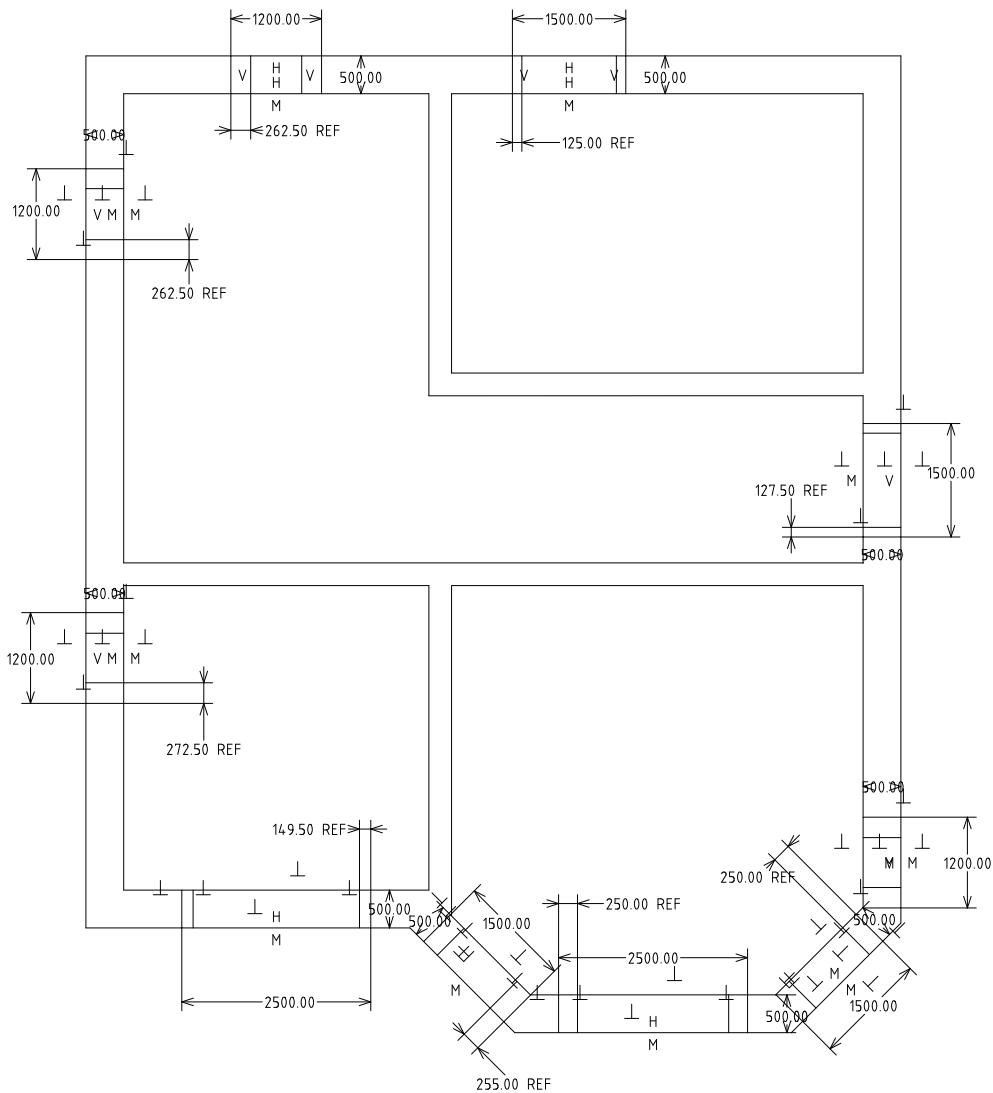 1200.00
1500.00
V H V
H
M
500.00
V H V
H
M
500.00
262.50 REF
125.00 REF
500.00
1200.00
V M M
262.50 REF
M V
1500.00
127.50 REF
500.00
500.00
1200.00
V M M
272.50 REF
500.00
149.50 REF
M M
1200.00
250.00 REF
500.00
H
M
500.00
1500.00
250.00 REF
500.00
2500.00
2500.00
H
M
M
M
M
500.00
1500.00
H
M
255.00 REF